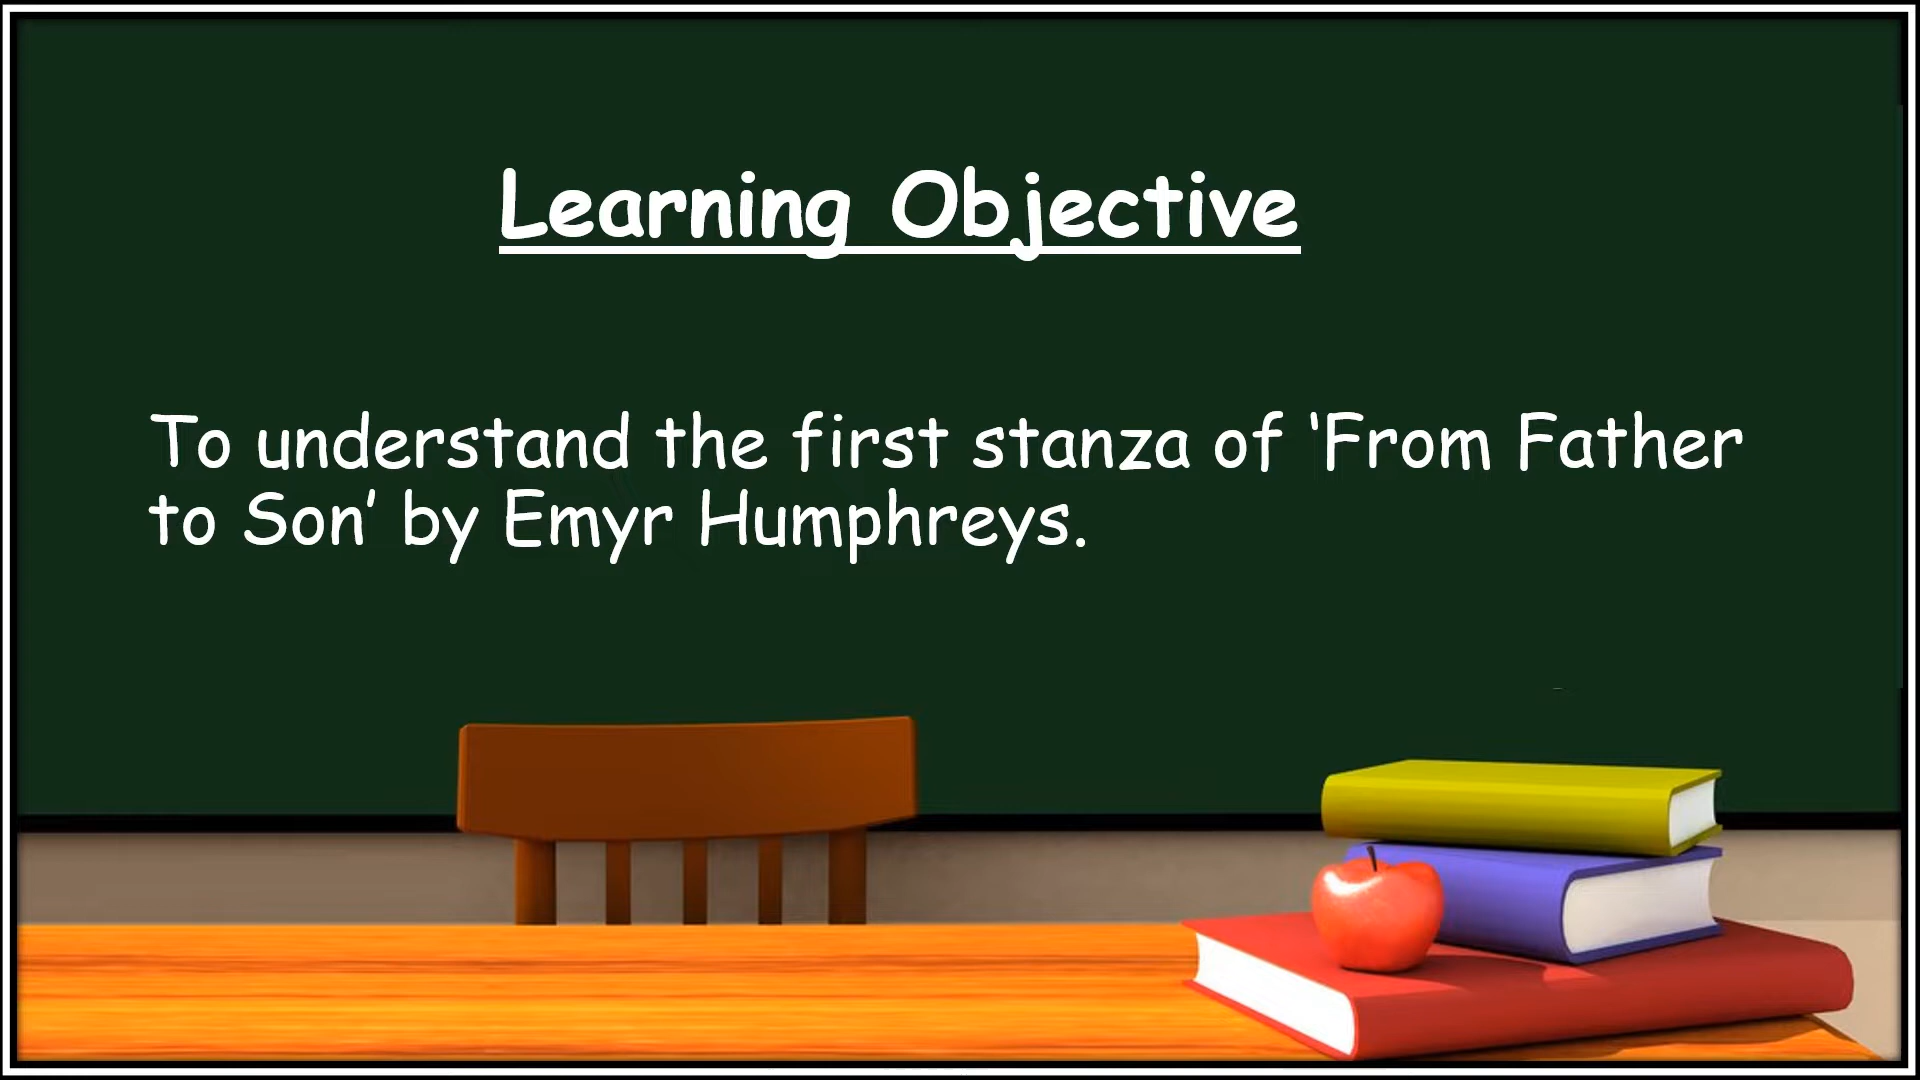 Learning Objective
To understand the first stanza of ‘From Father
to Son’ by Emyr Humphreys.